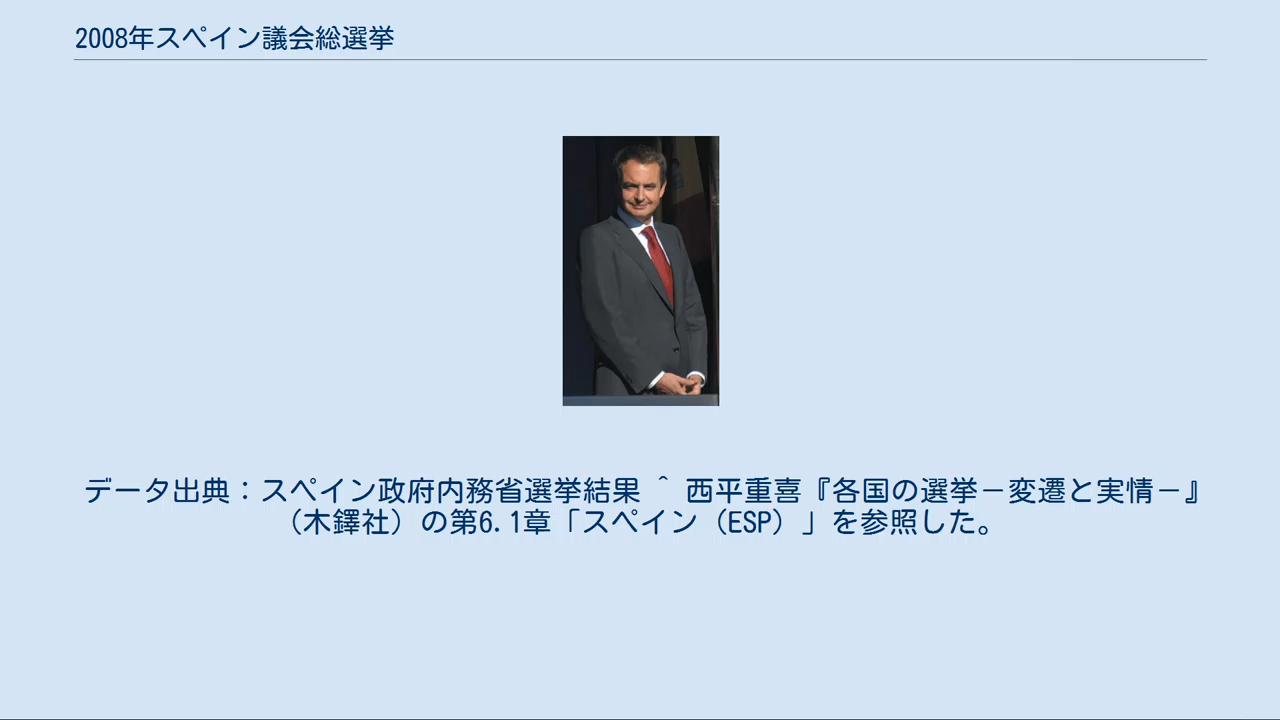 2008年スペイン議会総選挙
データ出典：スペイン政府内務省選挙結果 ^ 西平重喜『各国の選挙－変遷と実情－』
（木鐸社）の第6.1章「スペイン（ESP）」を参照した。